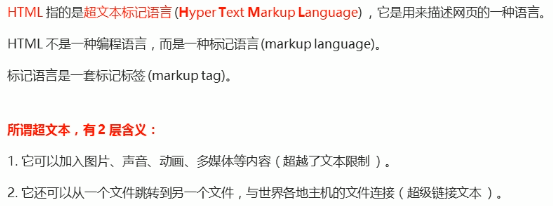 HTML 指的是超文本标记语言 (Hyper Text Markup Language) ，它是用来描述网页的一种语言。
HTML 不是一种编程语言，而是一种标记语言 (markup language)。
标记语言是一套标记标签 (markup tag)。
所谓超文本，有 2 层含义：
1. 它可以加入图片、声音、动画、多媒体等内容（超越了文本限制 ）。
2. 它还可以从一个文件跳转到另一个文件，与世界各地主机的文件连接（ 超级链接文本 ）。